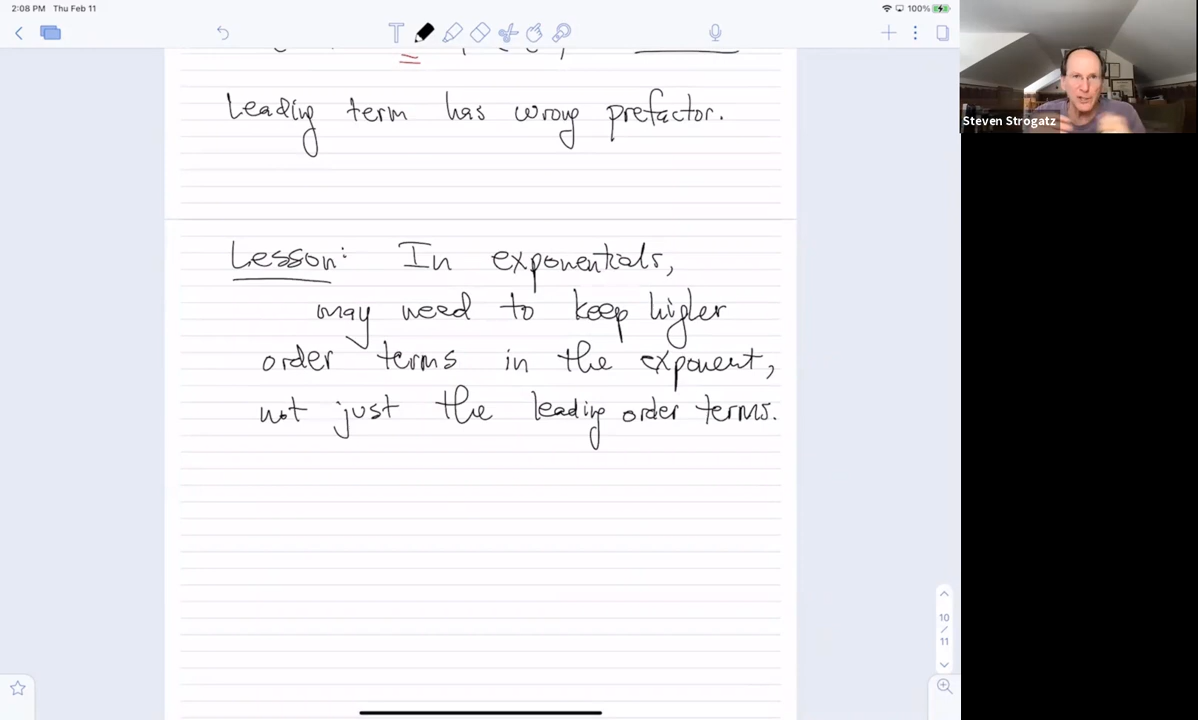 2:08 PM Thu Feb 11
100%
Steven Strogatz
Leading term has wrong prefactor.
Lesson: In exponentials,
may need to keep higher
order terms in the exponent,
not just the leading order terms.
10
/
11